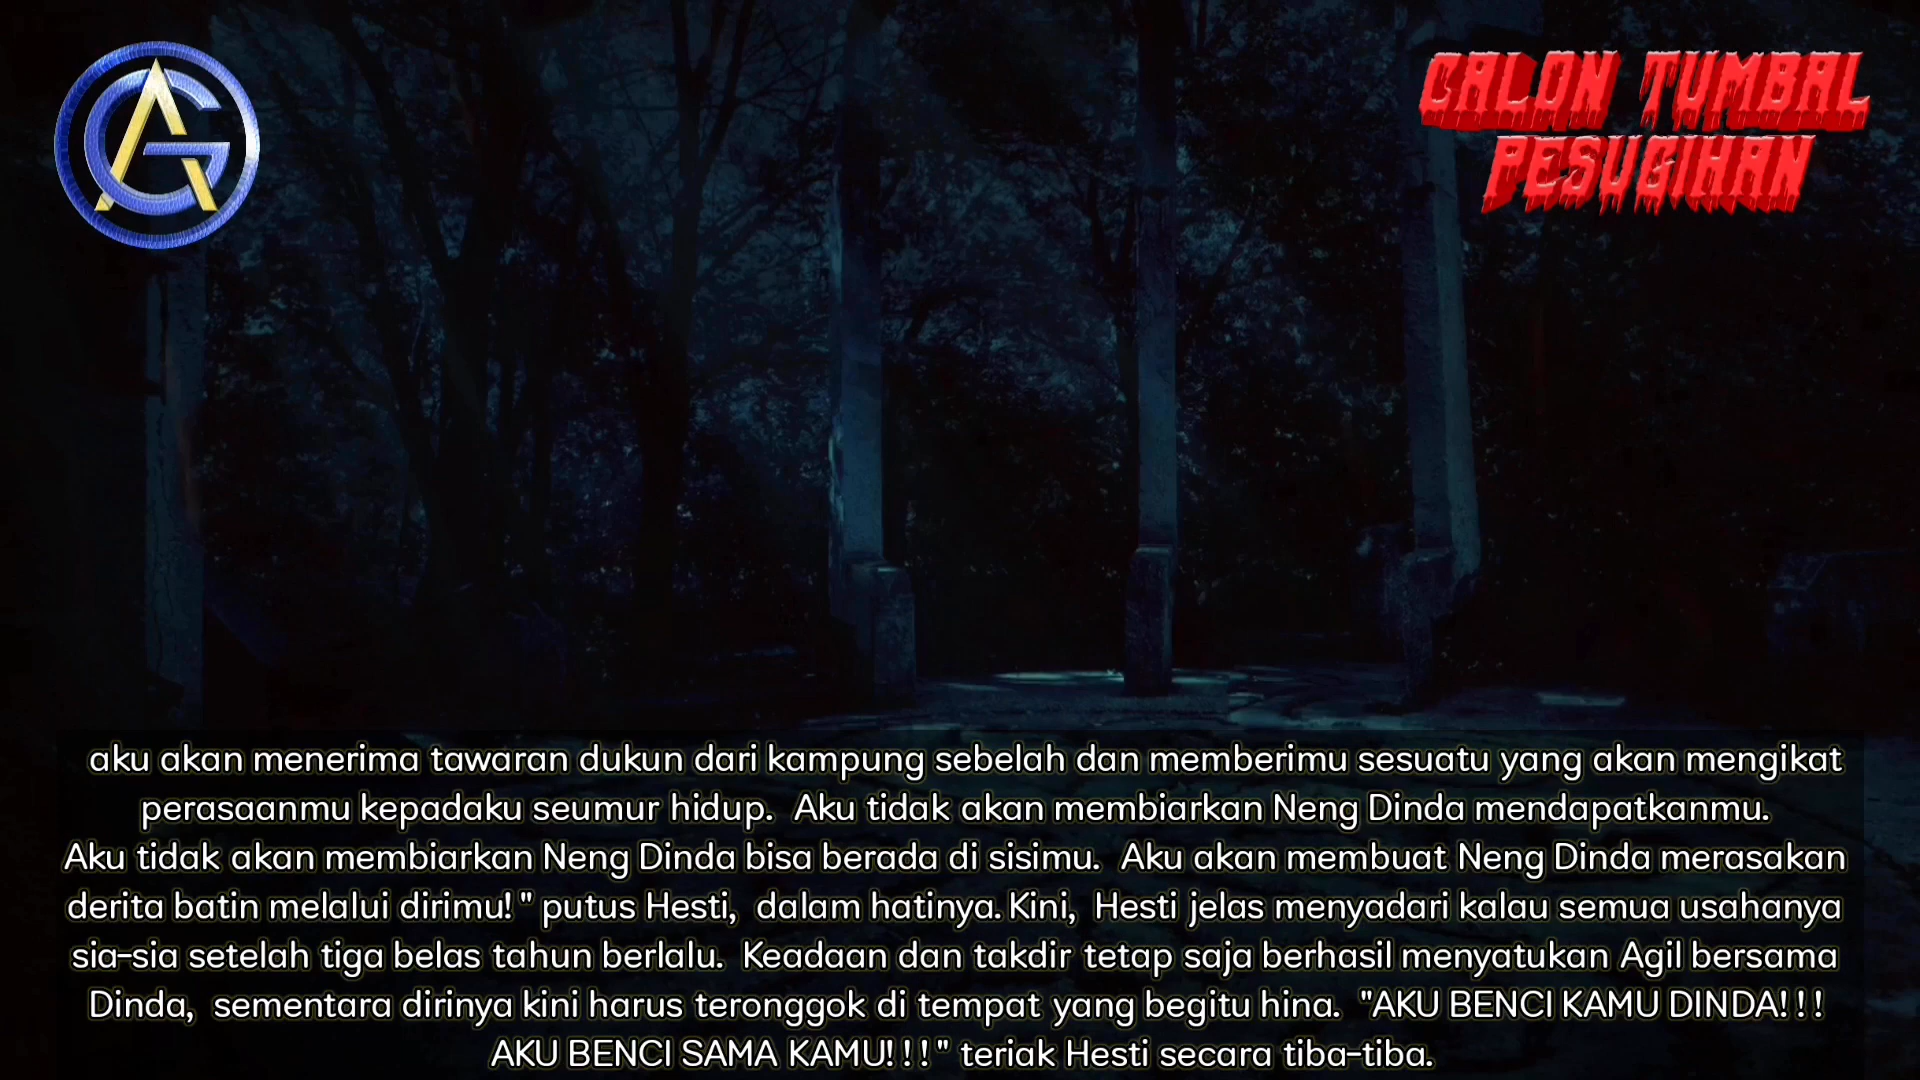 CALON TUMBAL
PESUGIHAN
aku akan menerima tawaran dukun dari kampung sebelah dan memberimu sesuatu yang akan mengikat
perasaanmu kepadaku seumur hidup. Aku tidak akan membiarkan Neng Dinda mendapatkanmu.
Aku tidak akan membiarkan Neng Dinda bisa berada di sisimu. Aku akan membuat Neng Dinda merasakan
derita batin melalui dirimu!" putus Hesti, dalam hatinya. Kini, Hesti jelas menyadari kalau semua usahanya
sia-sia setelah tiga belas tahun berlalu. Keadaan dan takdir tetap saja berhasil menyatukan Agil bersama
Dinda, sementara dirinya kini harus teronggok di tempat yang begitu hina. "AKU BENCI KAMU DINDA!!!
AKU BENCI SAMA KAMU!!!" teriak Hesti secara tiba-tiba.